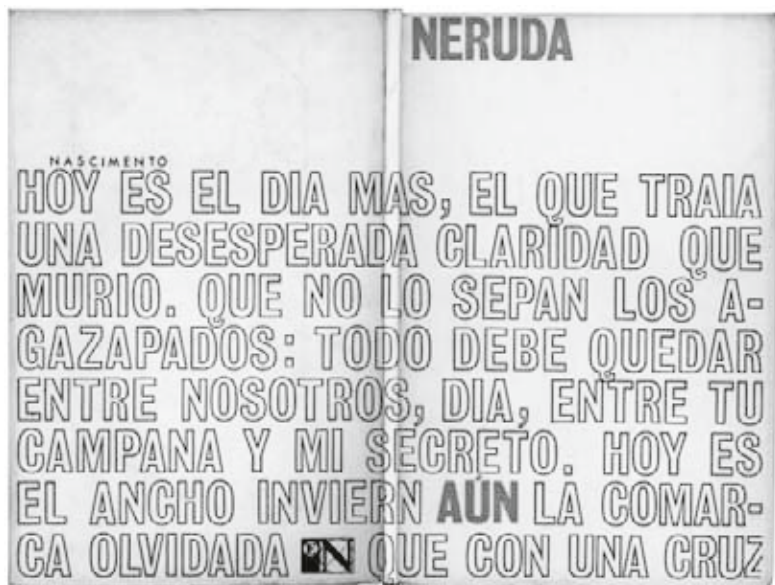 NERUDA
NASCIMENTO
HOY ES EL DIA MAS, EL QUE TRAIA
UNA DESESPERADA CLARIDAD QUE
MURIO. QUE NO LO SEPAN LOS A-
GAZAPADOS: TODO DEBE QUEDAR
ENTRE NOSOTROS, DIA, ENTRE TU
CAMPANA Y MI SECRETO. HOY ES
EL ANCHO INVIERN AÚN LA COMAR-
CA OLVIDADA N QUE CON UNA CRUZ